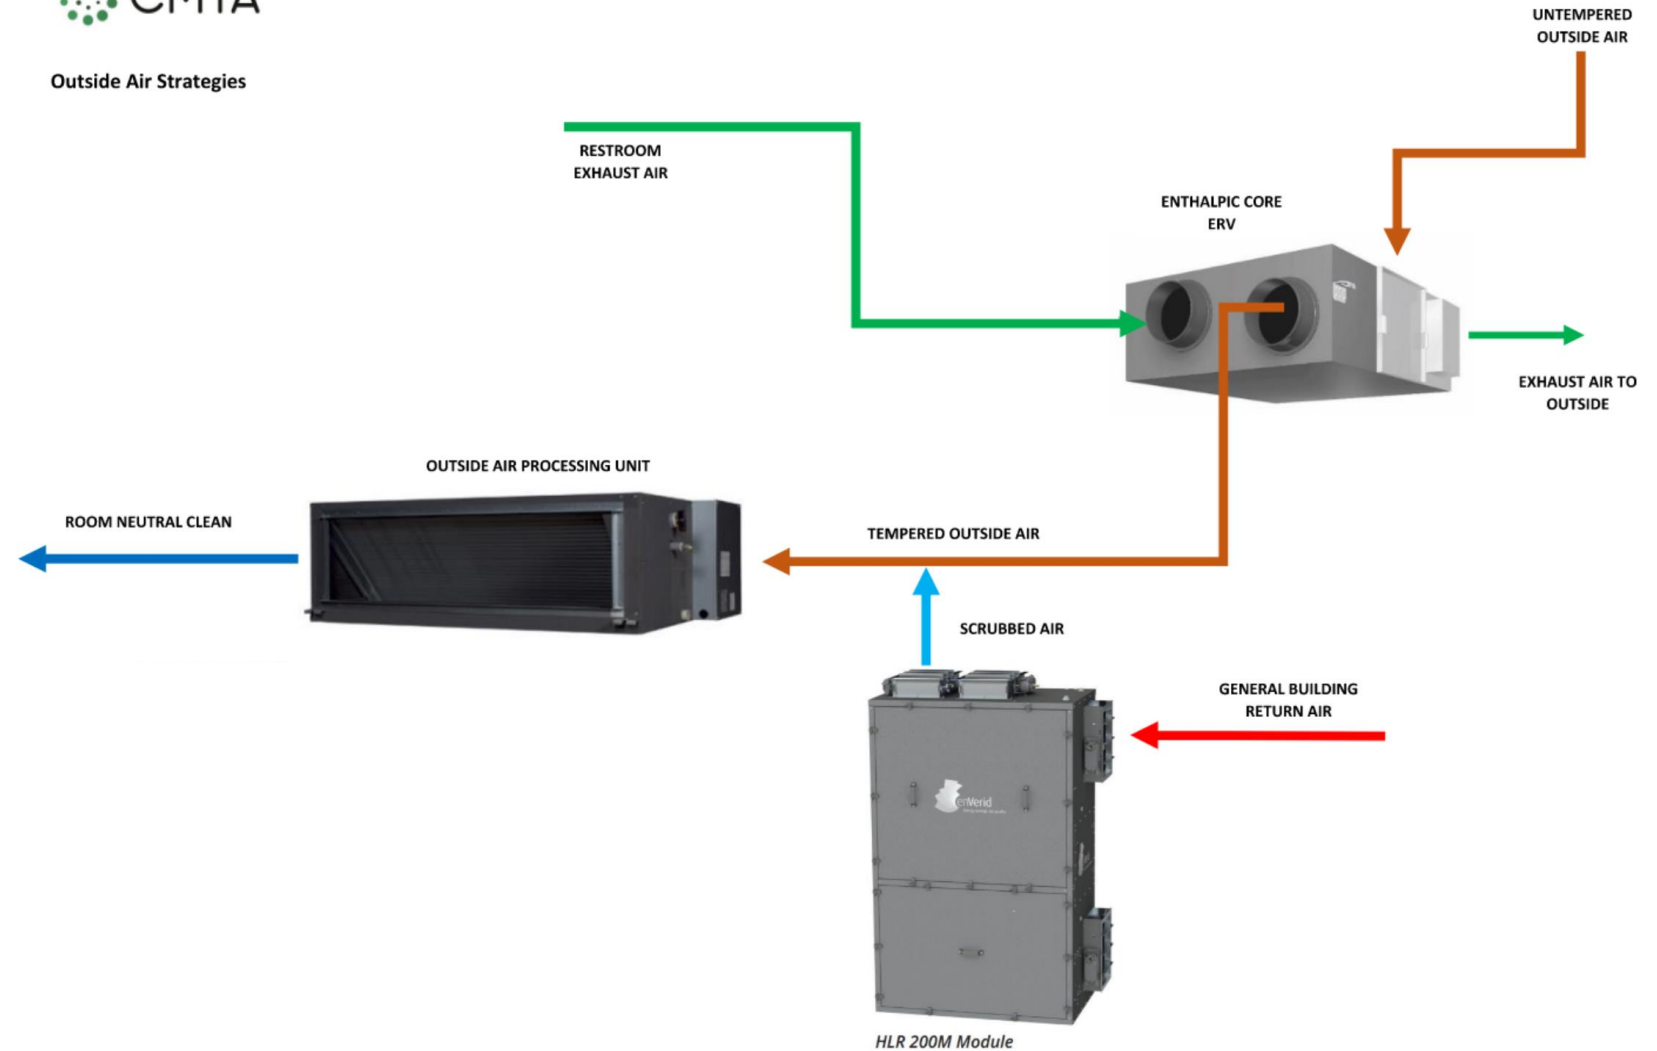 CMTA
Outside Air Strategies
UNTEMPERED
OUTSIDE AIR
RESTROOM
EXHAUST AIR
ENTHALPIC CORE
ERV
EXHAUST AIR TO
OUTSIDE
OUTSIDE AIR PROCESSING UNIT
ROOM NEUTRAL CLEAN
TEMPERED OUTSIDE AIR
SCRUBBED AIR
GENERAL BUILDING
RETURN AIR
enVerid
HLR 200M Module